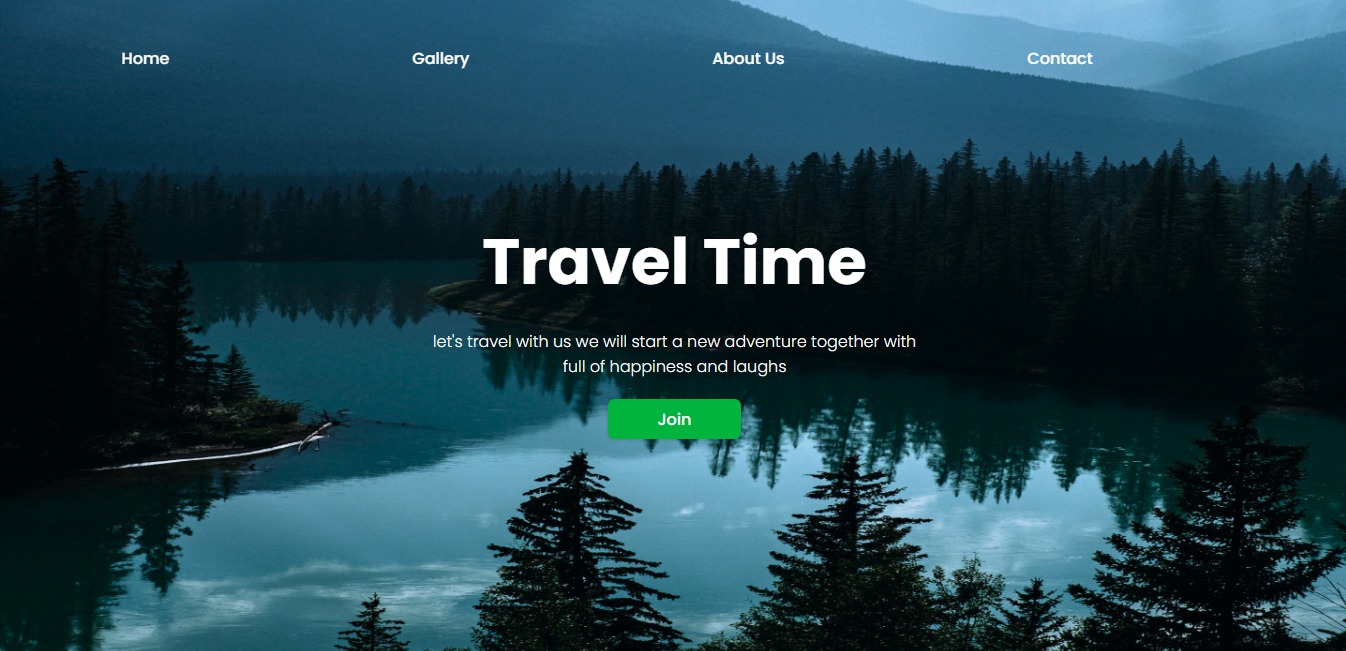 Home Gallery About Us Contact
Travel Time
let's travel with us we will start a new adventure together with
full of happiness and laughs
Join